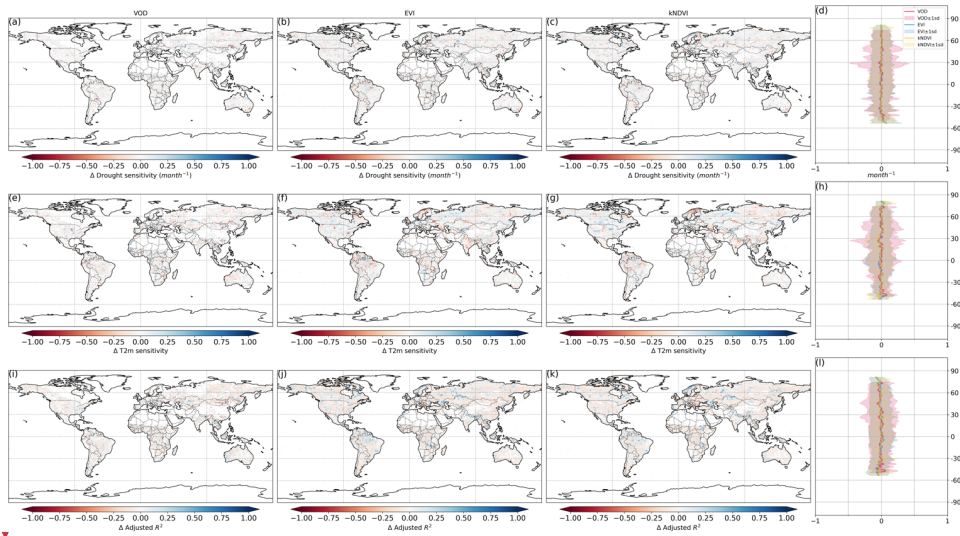 VOD EVI kNDVI
(a) (b) (c) (d)
VOD
VOD±1sd
EVI
EVI±1sd
kNDVI
kNDVI±1sd
90
60
30
0
-30
-60
-90
−1.00 −0.75 −0.50 −0.25 0.00 0.25 0.50 0.75 1.00 −1.00 −0.75 −0.50 −0.25 0.00 0.25 0.50 0.75 1.00 −1.00 −0.75 −0.50 −0.25 0.00 0.25 0.50 0.75 1.00 −1 0 1
Δ Drought sensitivity (month⁻¹) Δ Drought sensitivity (month⁻¹) Δ Drought sensitivity (month⁻¹) month⁻¹
(e) (f) (g) (h)
90
60
30
0
-30
-60
-90
−1.00 −0.75 −0.50 −0.25 0.00 0.25 0.50 0.75 1.00 −1.00 −0.75 −0.50 −0.25 0.00 0.25 0.50 0.75 1.00 −1.00 −0.75 −0.50 −0.25 0.00 0.25 0.50 0.75 1.00 −1 0 1
Δ T2m sensitivity Δ T2m sensitivity Δ T2m sensitivity
(i) (j) (k) (l)
90
60
30
0
-30
-60
-90
−1.00 −0.75 −0.50 −0.25 0.00 0.25 0.50 0.75 1.00 −1.00 −0.75 −0.50 −0.25 0.00 0.25 0.50 0.75 1.00 −1.00 −0.75 −0.50 −0.25 0.00 0.25 0.50 0.75 1.00 −1 0 1
Δ Adjusted R² Δ Adjusted R² Δ Adjusted R²